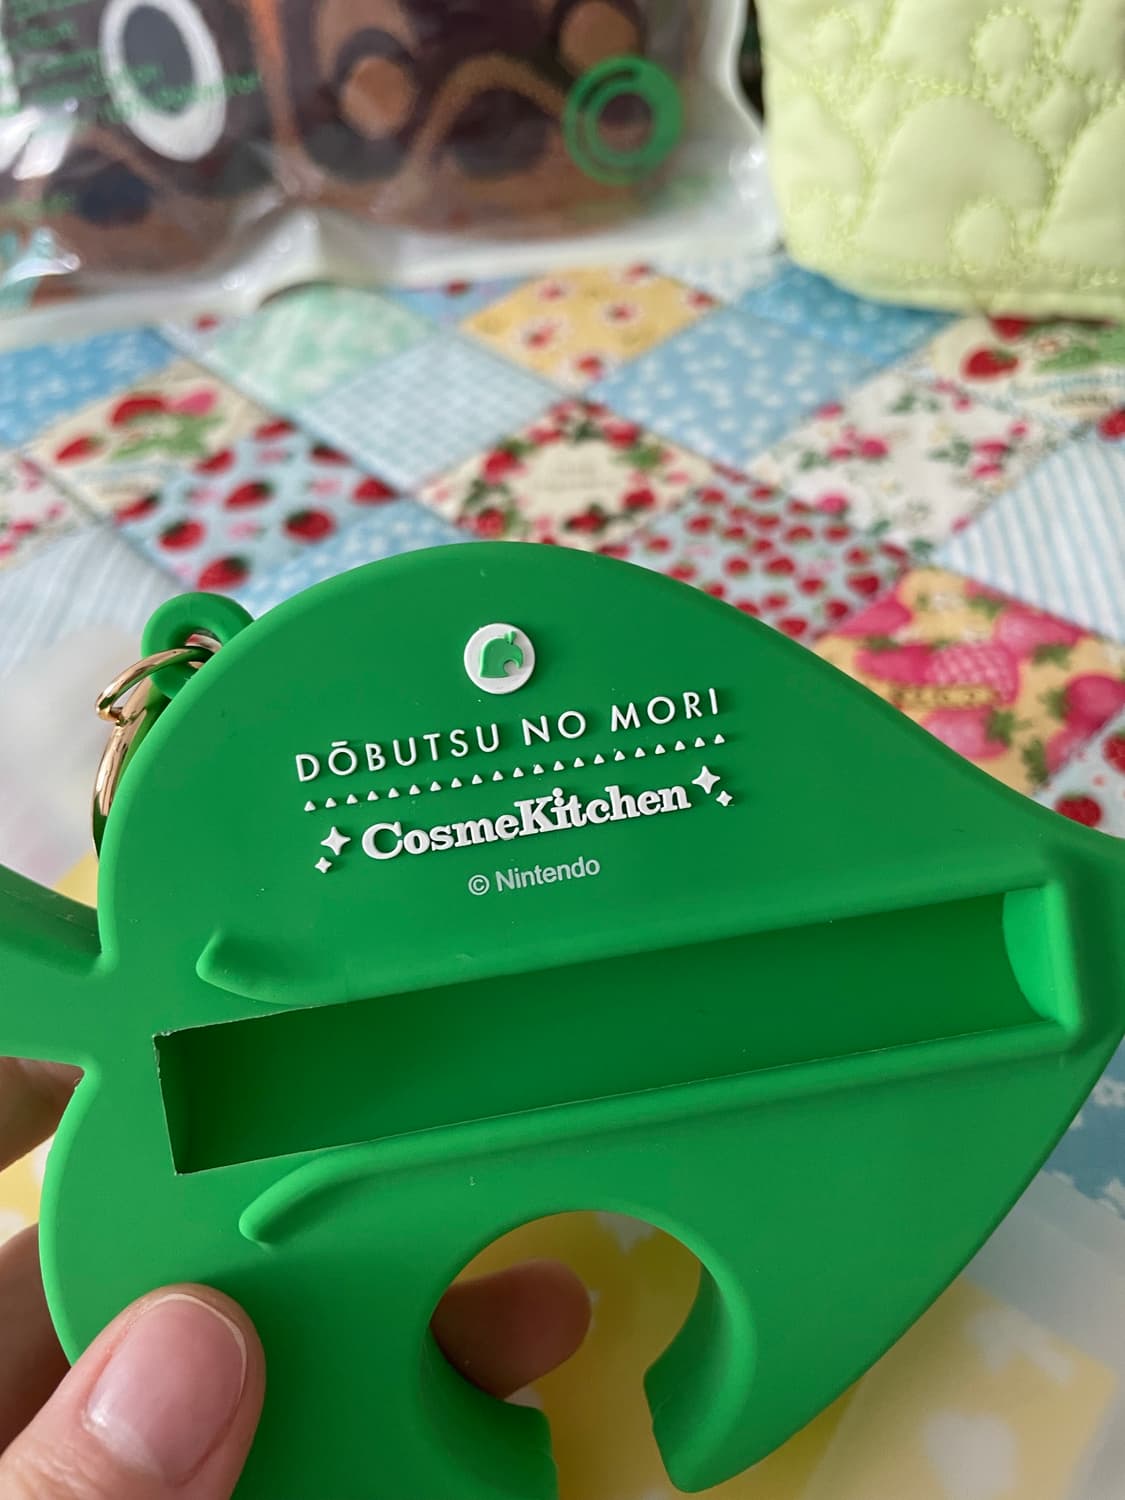 DŌBUTSU NO MORI
CosmeKitchen
© Nintendo